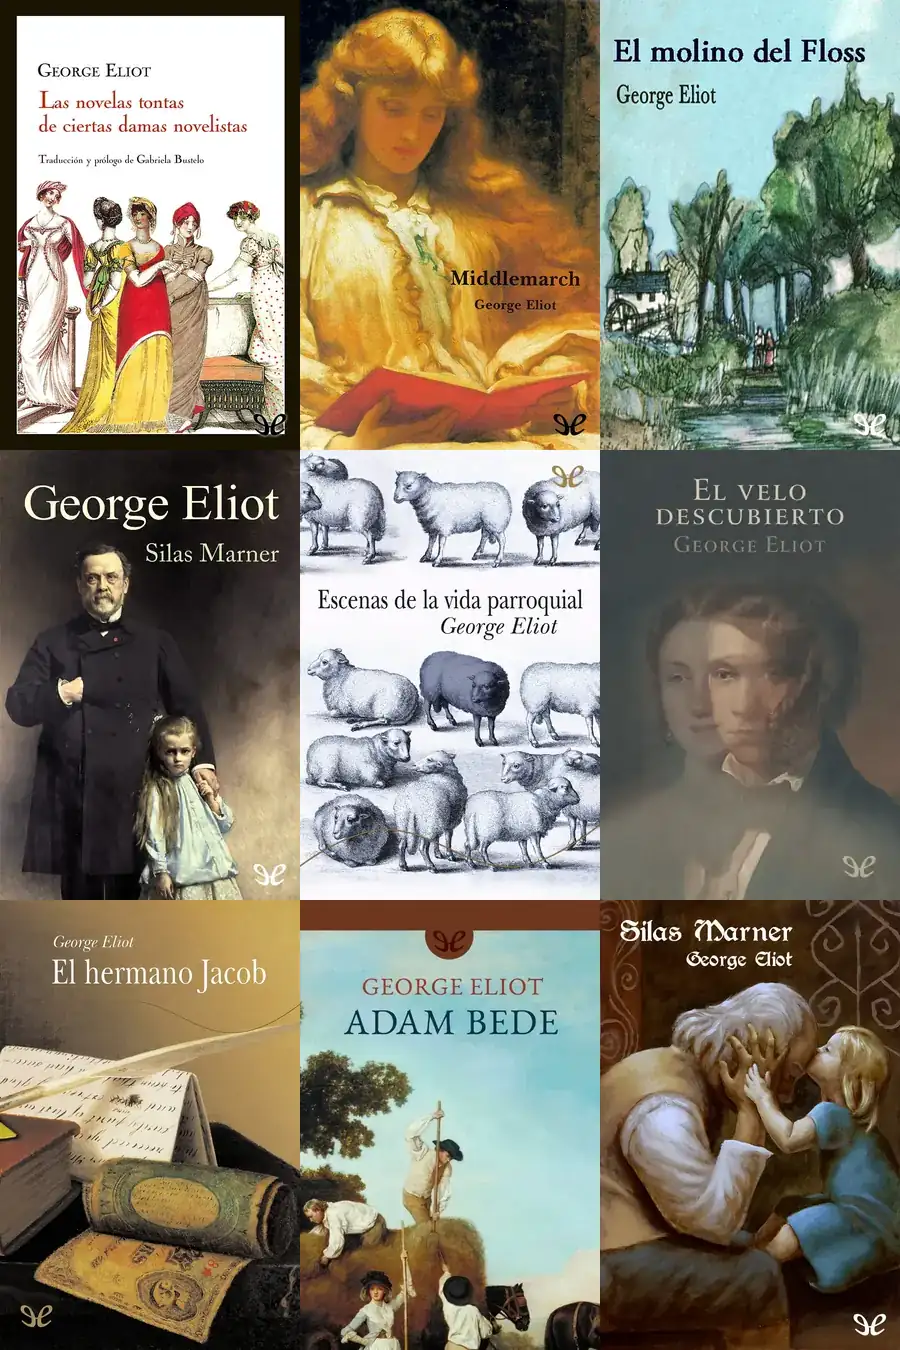 GEORGE ELIOT
Las novelas tontas
de ciertas damas novelistas
Traducción y prólogo de Gabriela Bustelo
Middlemarch
George Eliot
El molino del Floss
George Eliot
George Eliot
Silas Marner
Escenas de la vida parroquial
George Eliot
EL VELO
DESCUBIERTO
GEORGE ELIOT
George Eliot
El hermano Jacob
GEORGE ELIOT
ADAM BEDE
Silas Marner
George Eliot